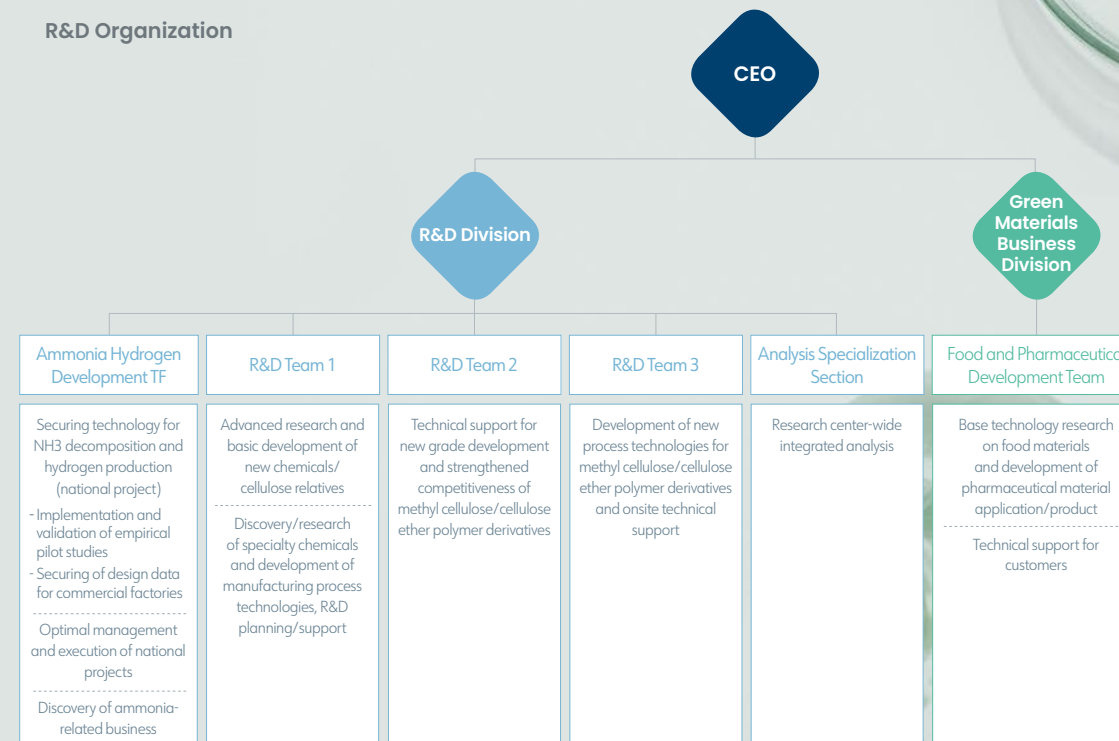 R&D Organization
CEO
R&D Division
Green
Materials
Business
Division
Ammonia Hydrogen
Development TF
R&D Team 1
R&D Team 2
R&D Team 3
Analysis Specialization
Section
Food and Pharmaceutic
Development Team
Securing technology for
NH3 decomposition and
hydrogen production
(national project)
- Implementation and
validation of empirical
pilot studies
- Securing of design data
for commercial factories
Optimal management
and execution of national
projects
Discovery of ammonia-
related business
Advanced research and
basic development of
new chemicals/
cellulose relatives
Discovery/research
of specialty chemicals
and development of
manufacturing process
technologies, R&D
planning/support
Technical support for
new grade development
and strengthened
competitiveness of
methyl cellulose/cellulose
ether polymer derivatives
Development of new
process technologies for
methyl cellulose/cellulose
ether polymer derivatives
and onsite technical
support
Research center-wide
integrated analysis
Base technology research
on food materials
and development of
pharmaceutical material
application/product
Technical support for
customers